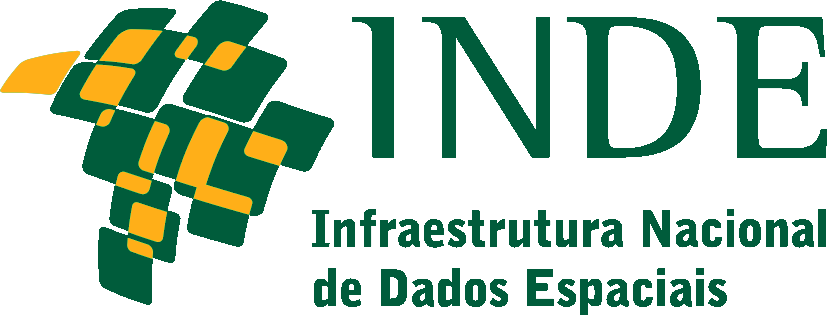 INDE
Infraestrutura Nacional
de Dados Espaciais